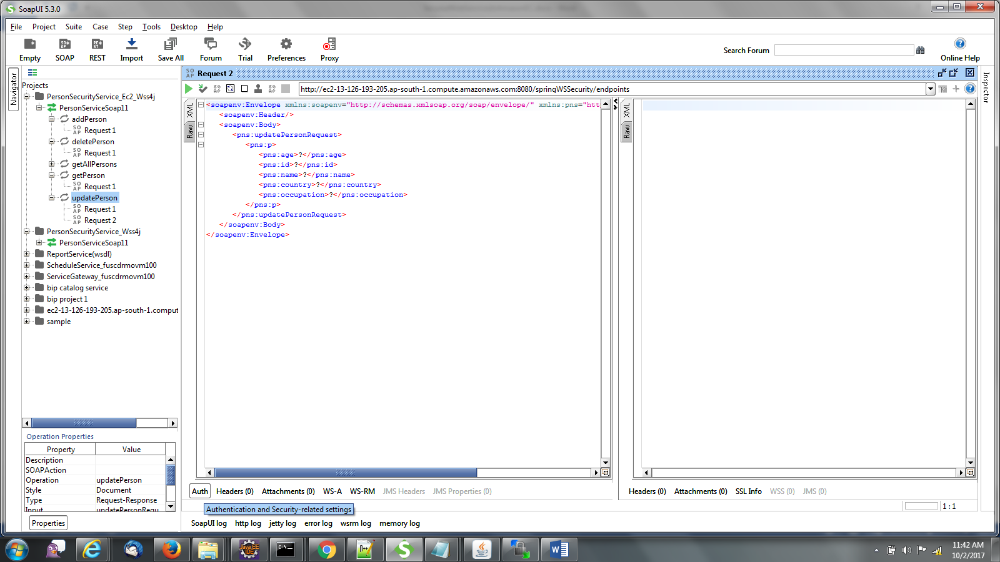 SoapUI 5.3.0
File Project Suite Case Step Tools Desktop Help
Empty SOAP REST Import Save All Forum Trial Preferences Proxy
Search Forum
Online Help
Navigator
Projects
PersonSecurityService_Ec2_Wss4j
PersonServiceSoap11
addPerson
Request 1
deletePerson
Request 1
getAllPersons
getPerson
Request 1
updatePerson
Request 1
Request 2
PersonSecurityService_Wss4j
PersonServiceSoap11
ReportService(wsdl)
ScheduleService_fuscdrmovm100
ServiceGateway_fuscdrmovm100
bip catalog service
bip project 1
ec2-13-126-193-205.ap-south-1.comput
sample
Operation Properties
Property Value
Description
SOAPAction
Operation updatePerson
Style Document
Type Request-Response
Input updatePersonRequ
Properties
Request 2
http://ec2-13-126-193-205.ap-south-1.compute.amazonaws.com:8080/springWSSecurity/endpoints
XML
Raw
<soapenv:Envelope xmlns:soapenv="http://schemas.xmlsoap.org/soap/envelope/" xmlns:pns="htt
<soapenv:Header/>
<soapenv:Body>
<pns:updatePersonRequest>
<pns:p>
<pns:age>?</pns:age>
<pns:id>?</pns:id>
<pns:name>?</pns:name>
<pns:country>?</pns:country>
<pns:occupation>?</pns:occupation>
</pns:p>
</pns:updatePersonRequest>
</soapenv:Body>
</soapenv:Envelope>
XML
Raw
Inspector
Auth Headers (0) Attachments (0) WS-A WS-RM JMS Headers JMS Properties (0)
Headers (0) Attachments (0) SSL Info WSS (0) JMS (0)
1 : 1
Authentication and Security-related settings
SoapUI log http log jetty log error log wsrm log memory log
Java EE
IDE
11:42 AM
10/2/2017